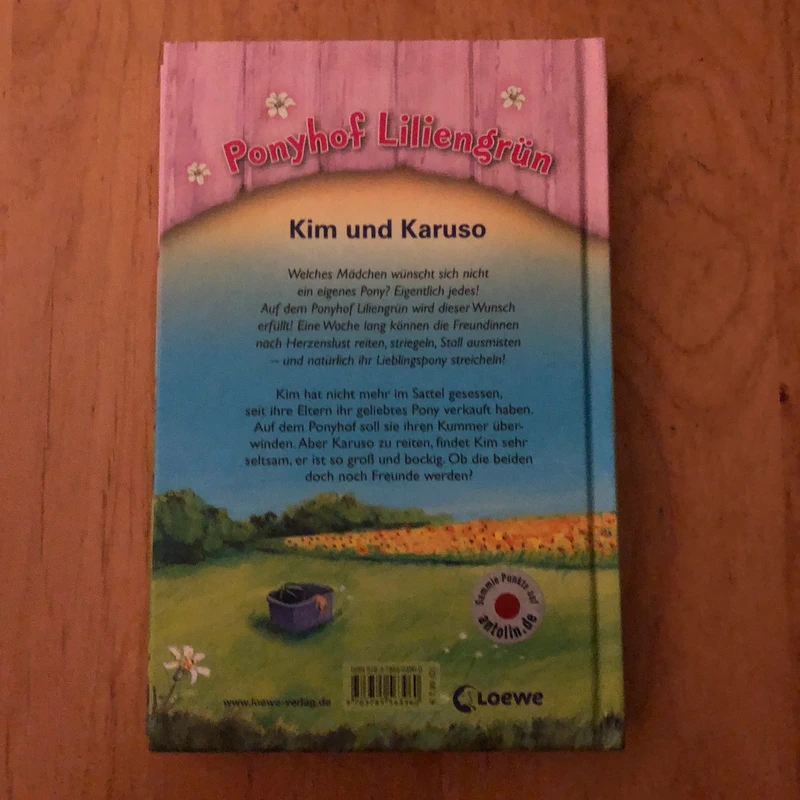 Ponyhof Liliengrün
Kim und Karuso
Welches Mädchen wünscht sich nicht
ein eigenes Pony? Eigentlich jedes!
Auf dem Ponyhof Liliengrün wird dieser Wunsch
erfüllt! Eine Woche lang können die Freundinnen
nach Herzenslust reiten, striegeln, Stall ausmisten
– und natürlich ihr Lieblingspony streicheln!
Kim hat nicht mehr im Sattel gesessen,
seit ihre Eltern ihr geliebtes Pony verkauft haben.
Auf dem Ponyhof soll sie ihren Kummer über-
winden. Aber Karuso zu reiten, findet Kim sehr
seltsam, er ist so groß und bockig. Ob die beiden
doch noch Freunde werden?
Sammle Punkte auf
antolin.de
www.loewe-verlag.de
Loewe